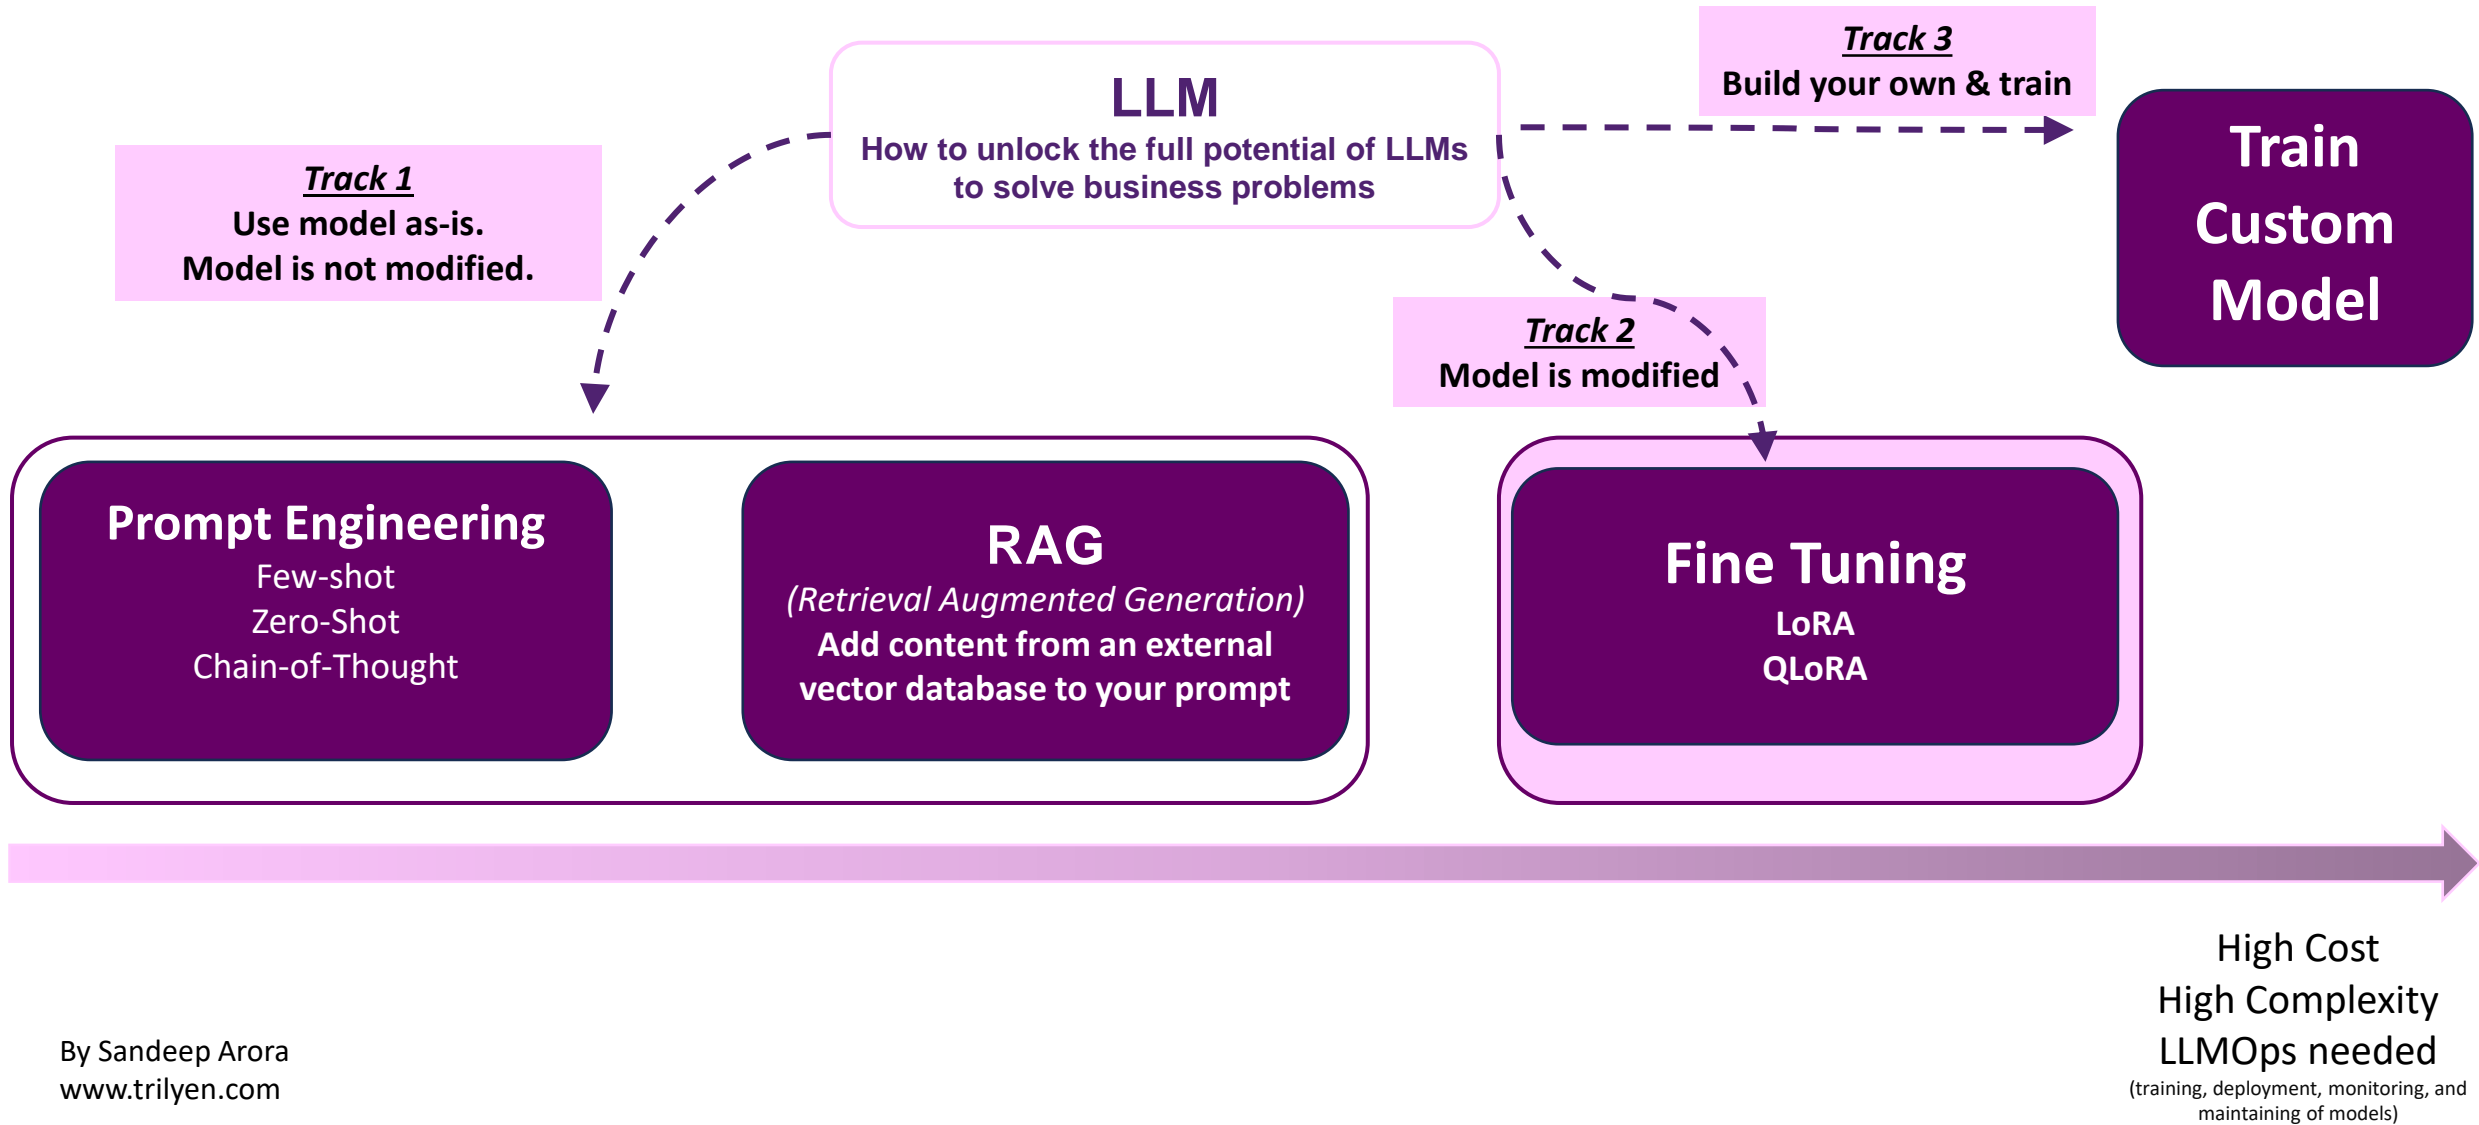 LLM
How to unlock the full potential of LLMs
to solve business problems
Track 3
Build your own & train
Train
Custom
Model
Track 1
Use model as-is.
Model is not modified.
Track 2
Model is modified
Prompt Engineering
Few-shot
Zero-Shot
Chain-of-Thought
RAG
(Retrieval Augmented Generation)
Add content from an external
vector database to your prompt
Fine Tuning
LoRA
QLoRA
High Cost
High Complexity
LLMOps needed
(training, deployment, monitoring, and
maintaining of models)
By Sandeep Arora
www.trilyen.com